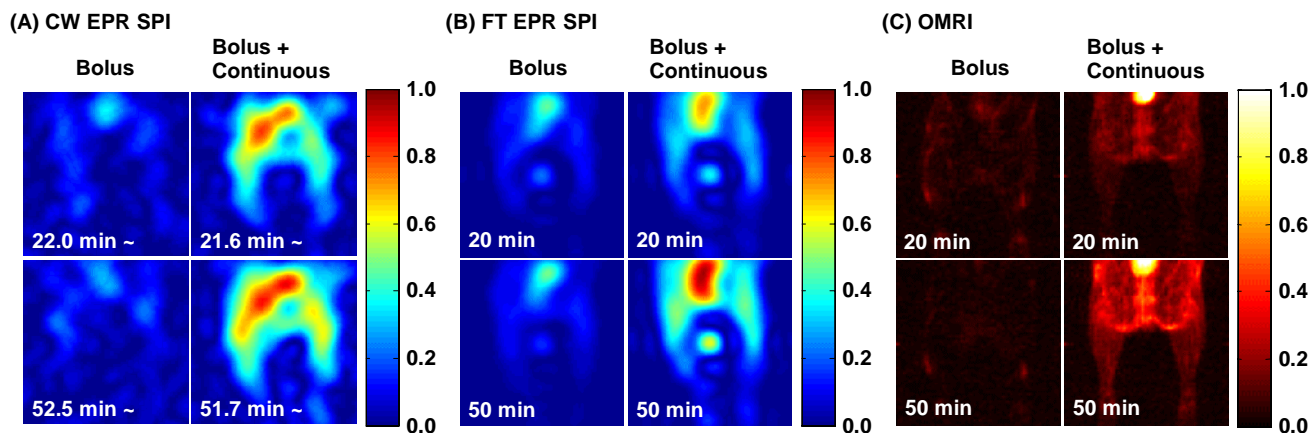 (A) CW EPR SPI
Bolus
Bolus +
Continuous
22.0 min ~
21.6 min ~
52.5 min ~
51.7 min ~
1.0
0.8
0.6
0.4
0.2
0.0
(B) FT EPR SPI
Bolus
Bolus +
Continuous
20 min
20 min
50 min
50 min
1.0
0.8
0.6
0.4
0.2
0.0
(C) OMRI
Bolus
Bolus +
Continuous
20 min
20 min
50 min
50 min
1.0
0.8
0.6
0.4
0.2
0.0